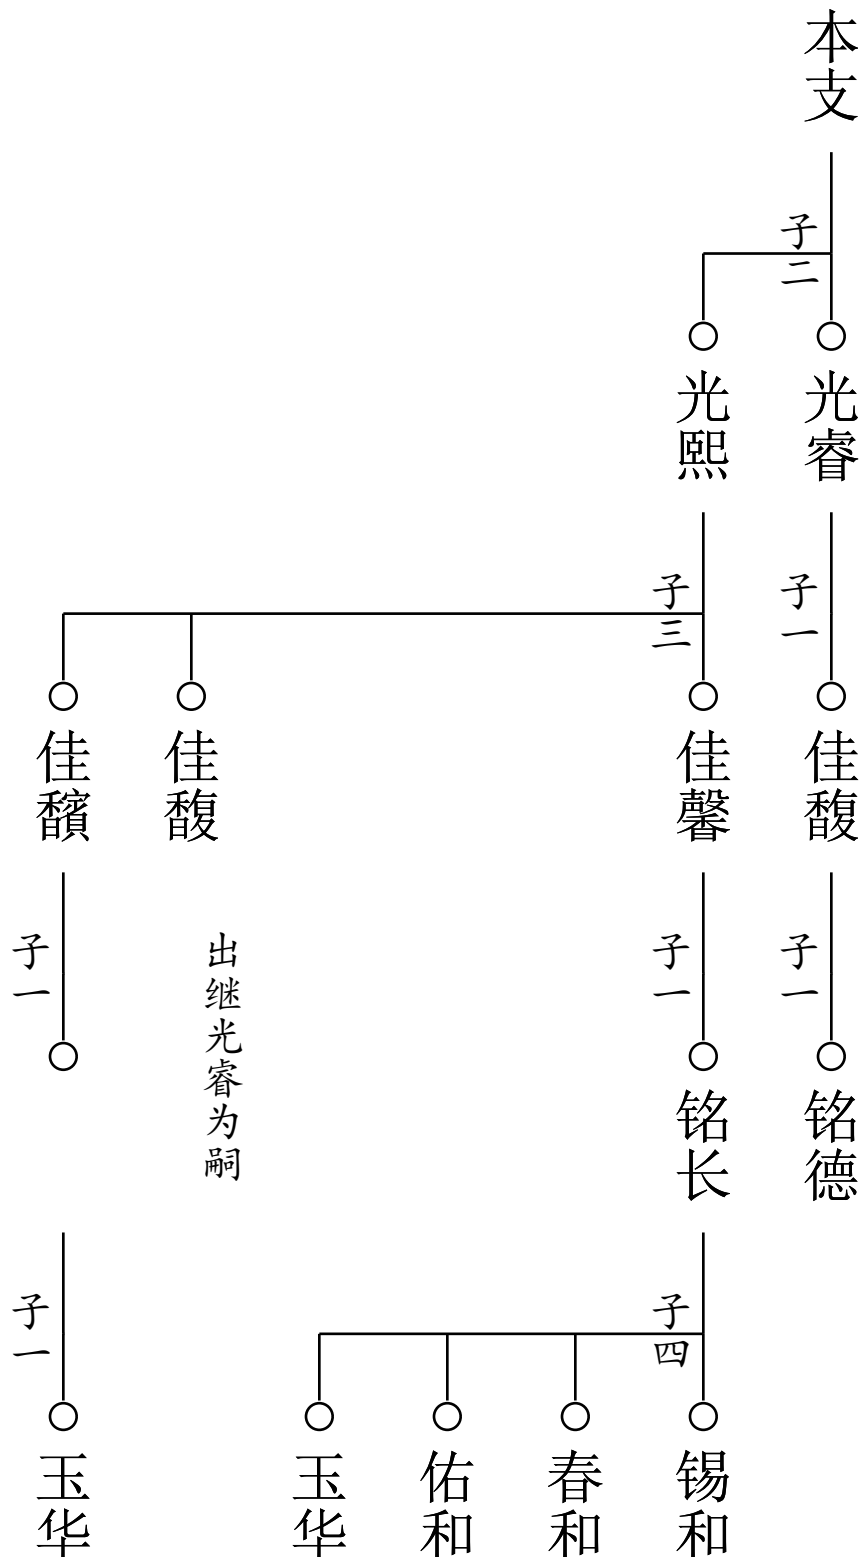 本支
子二
光睿
光熙
子一
子三
佳馥
佳馨
佳馥
佳馪
子一
子一
出继光睿为嗣
子一
铭德
铭长
子四
子一
锡和
春和
佑和
玉华
玉华